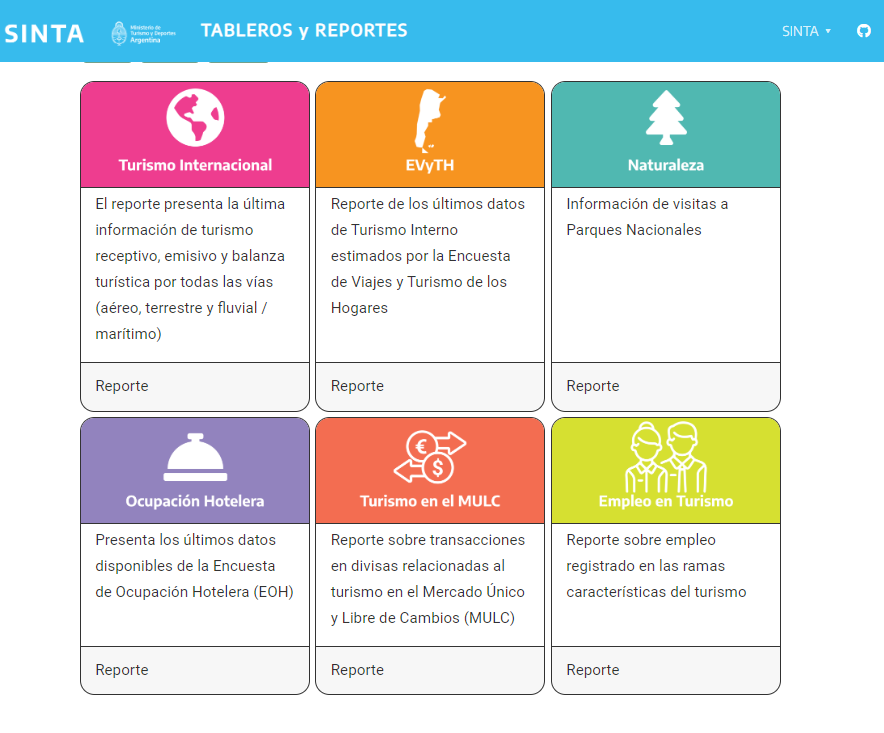 SINTA
Ministerio de
Turismo y Deportes
Argentina
TABLEROS y REPORTES
SINTA
Turismo Internacional
El reporte presenta la última
información de turismo
receptivo, emisivo y balanza
turística por todas las vías
(aéreo, terrestre y fluvial /
marítimo)
Reporte
EVyTH
Reporte de los últimos datos
de Turismo Interno
estimados por la Encuesta
de Viajes y Turismo de los
Hogares
Reporte
Naturaleza
Información de visitas a
Parques Nacionales
Reporte
Ocupación Hotelera
Presenta los últimos datos
disponibles de la Encuesta
de Ocupación Hotelera (EOH)
Reporte
€
$
Turismo en el MULC
Reporte sobre transacciones
en divisas relacionadas al
turismo en el Mercado Único
y Libre de Cambios (MULC)
Reporte
Empleo en Turismo
Reporte sobre empleo
registrado en las ramas
características del turismo
Reporte